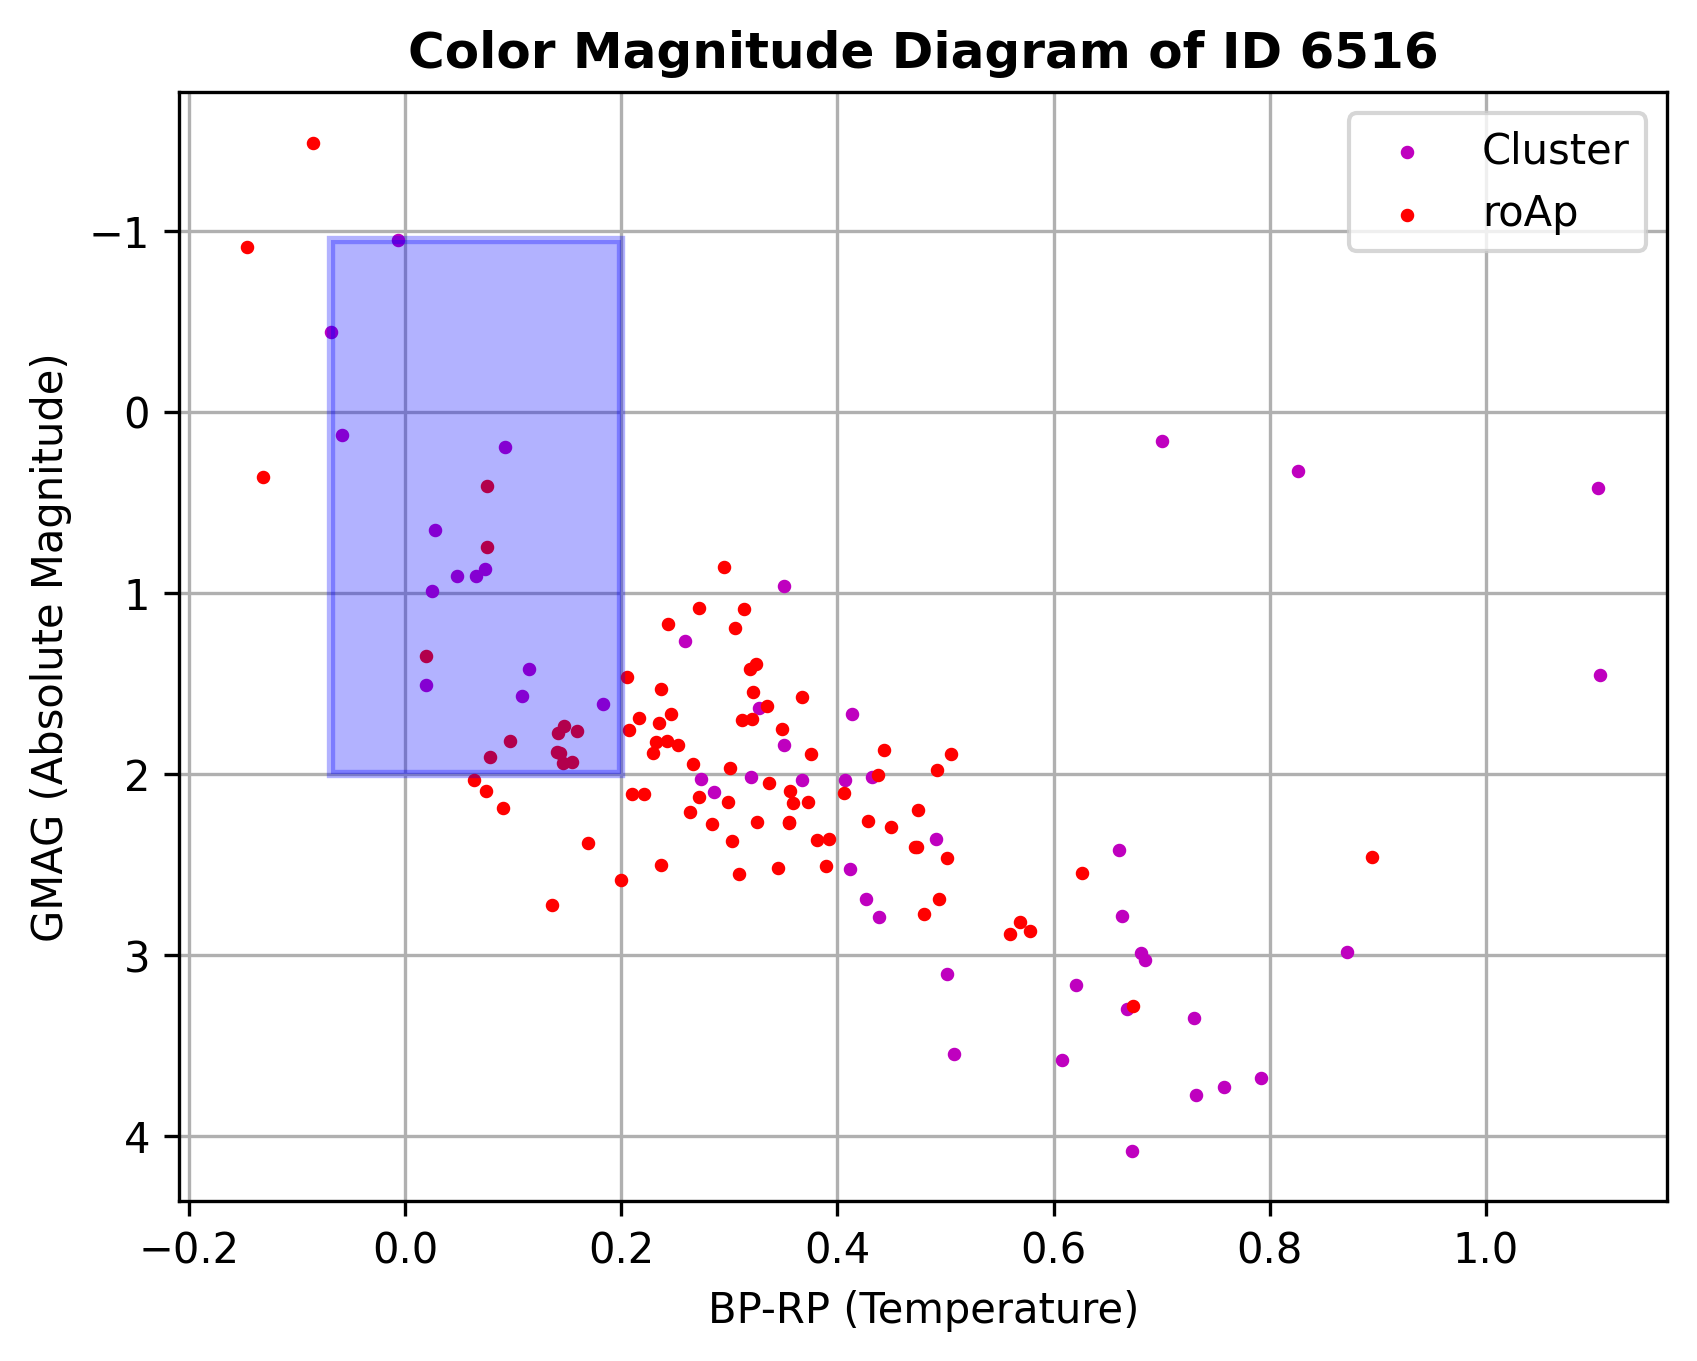 Color Magnitude Diagram of ID 6516
Cluster
roAp
GMAG (Absolute Magnitude)
−1
0
1
2
3
4
−0.2 0.0 0.2 0.4 0.6 0.8 1.0
BP-RP (Temperature)